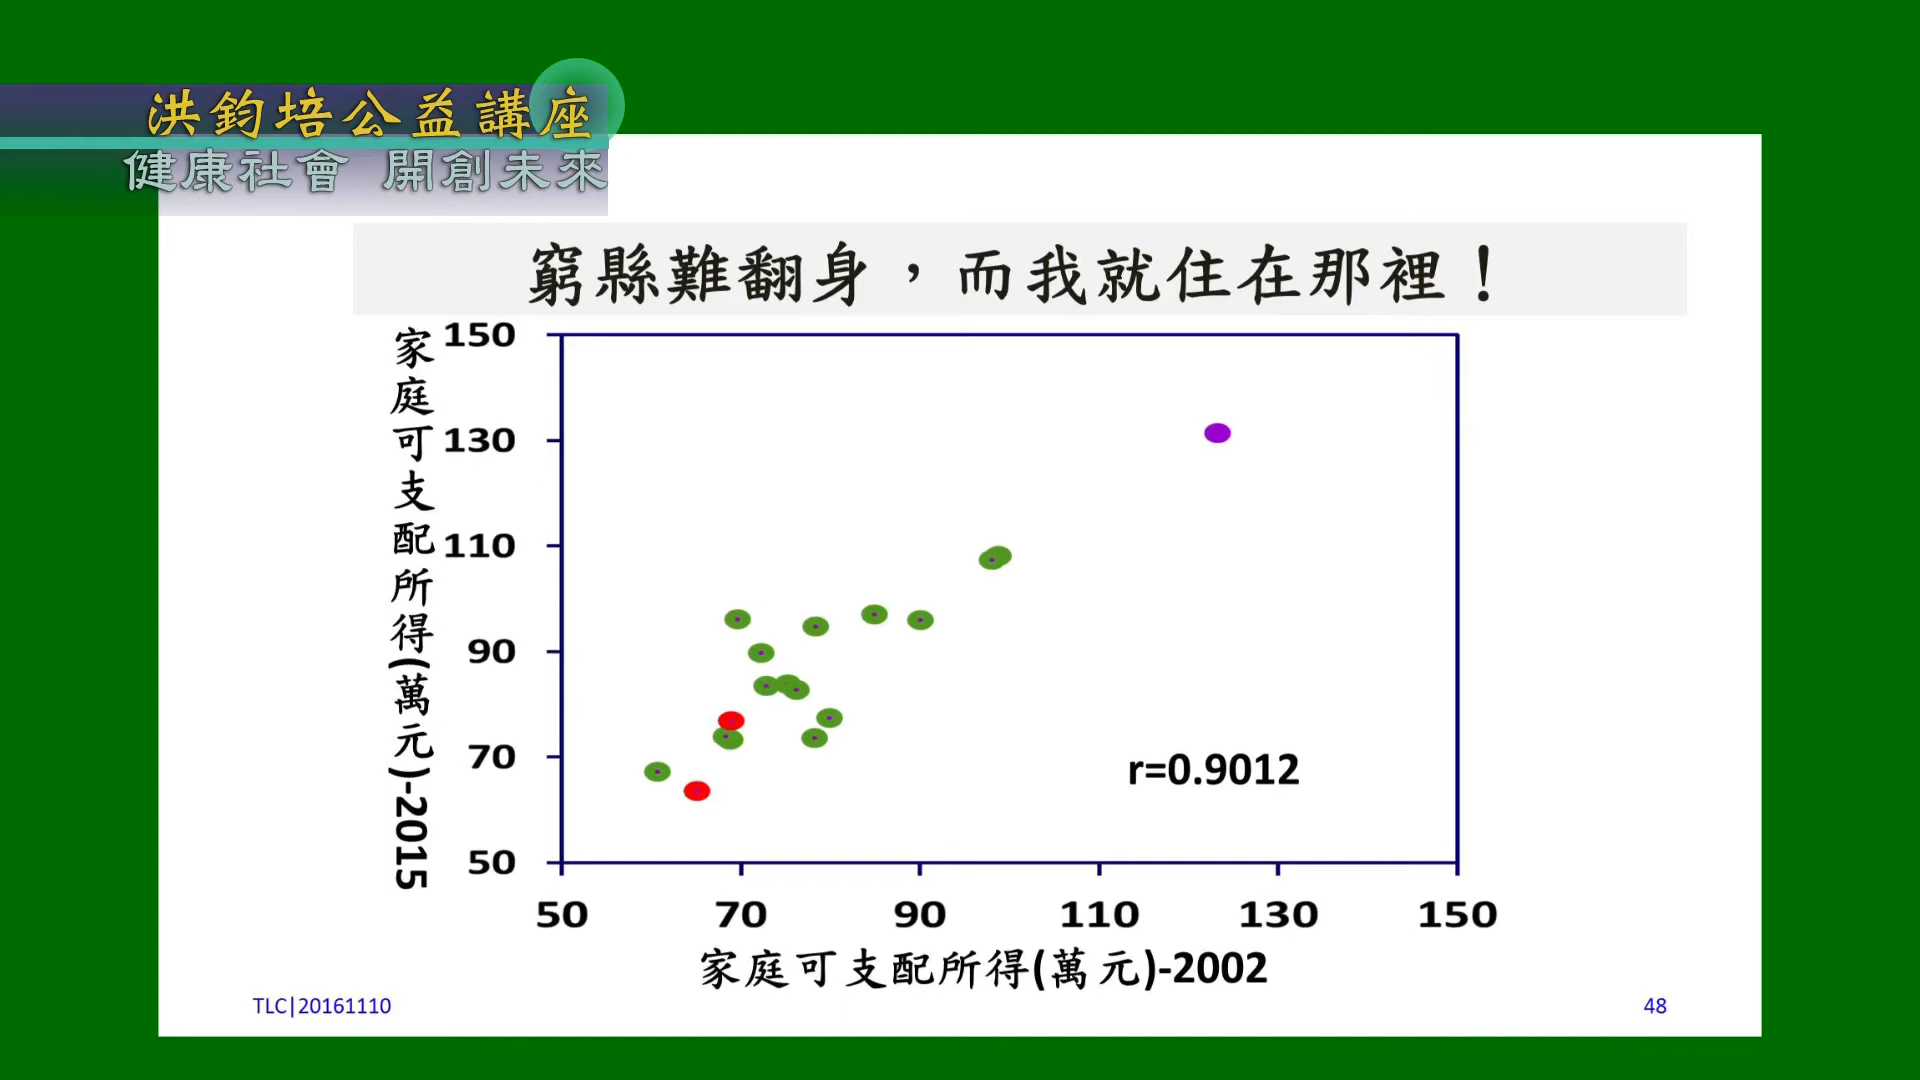 洪鈞培公益講座
健康社會 開創未來
窮縣難翻身，而我就住在那裡！
家庭可支配所得(萬元)-2015
150
130
110
90
70
50
r=0.9012
50 70 90 110 130 150
家庭可支配所得(萬元)-2002
TLC|20161110
48